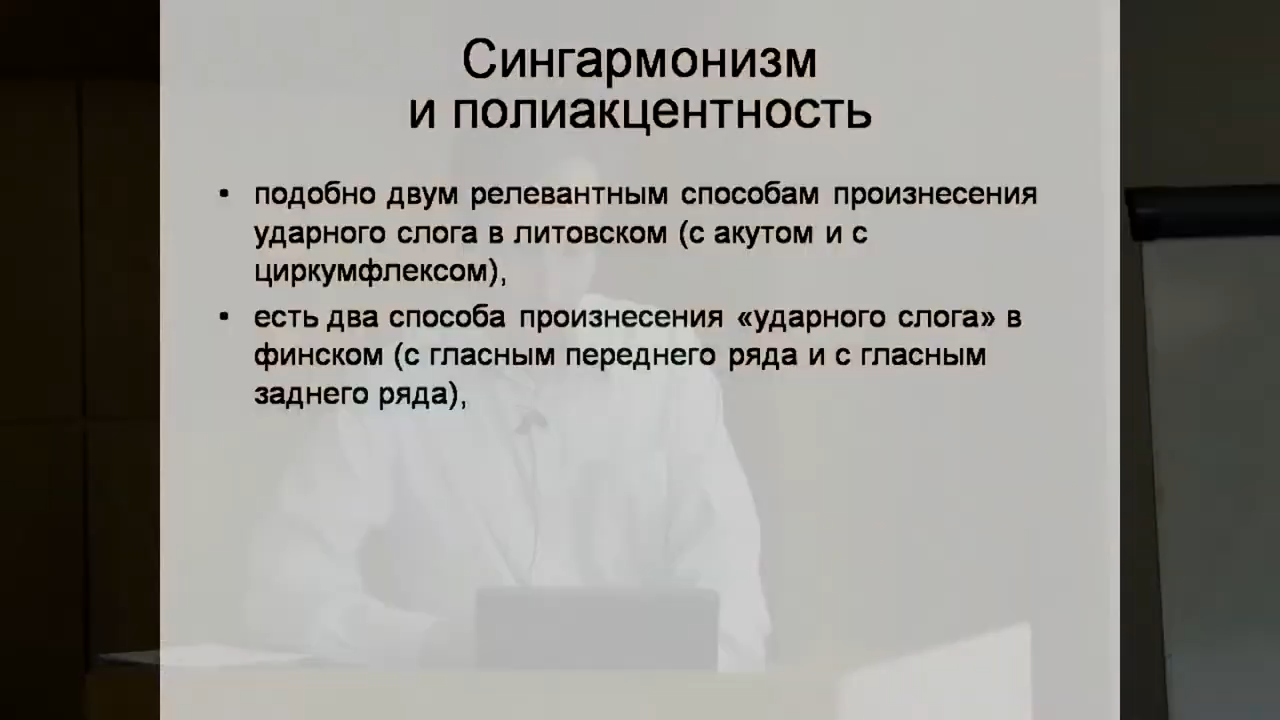 Сингармонизм
и полиакцентность
• подобно двум релевантным способам произнесения
ударного слога в литовском (с акутом и с
циркумфлексом),
• есть два способа произнесения «ударного слога» в
финском (с гласным переднего ряда и с гласным
заднего ряда),